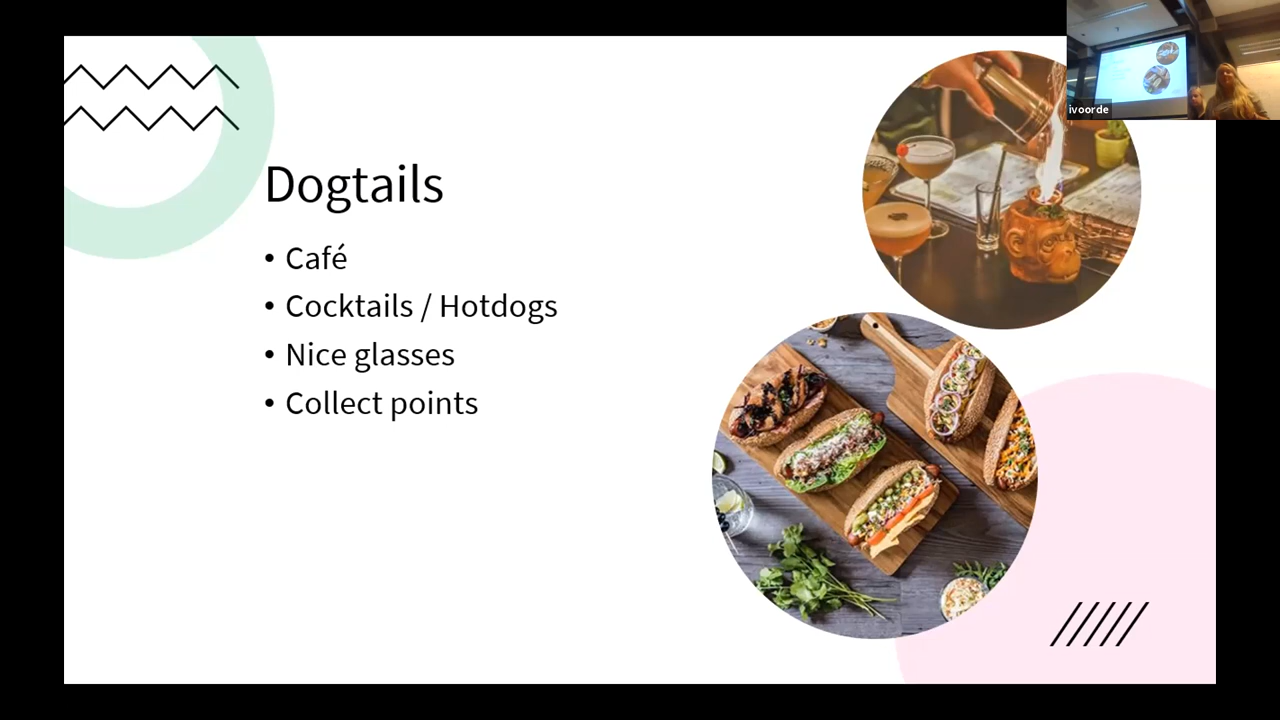 ivoorde
Dogtails
• Café
• Cocktails / Hotdogs
• Nice glasses
• Collect points